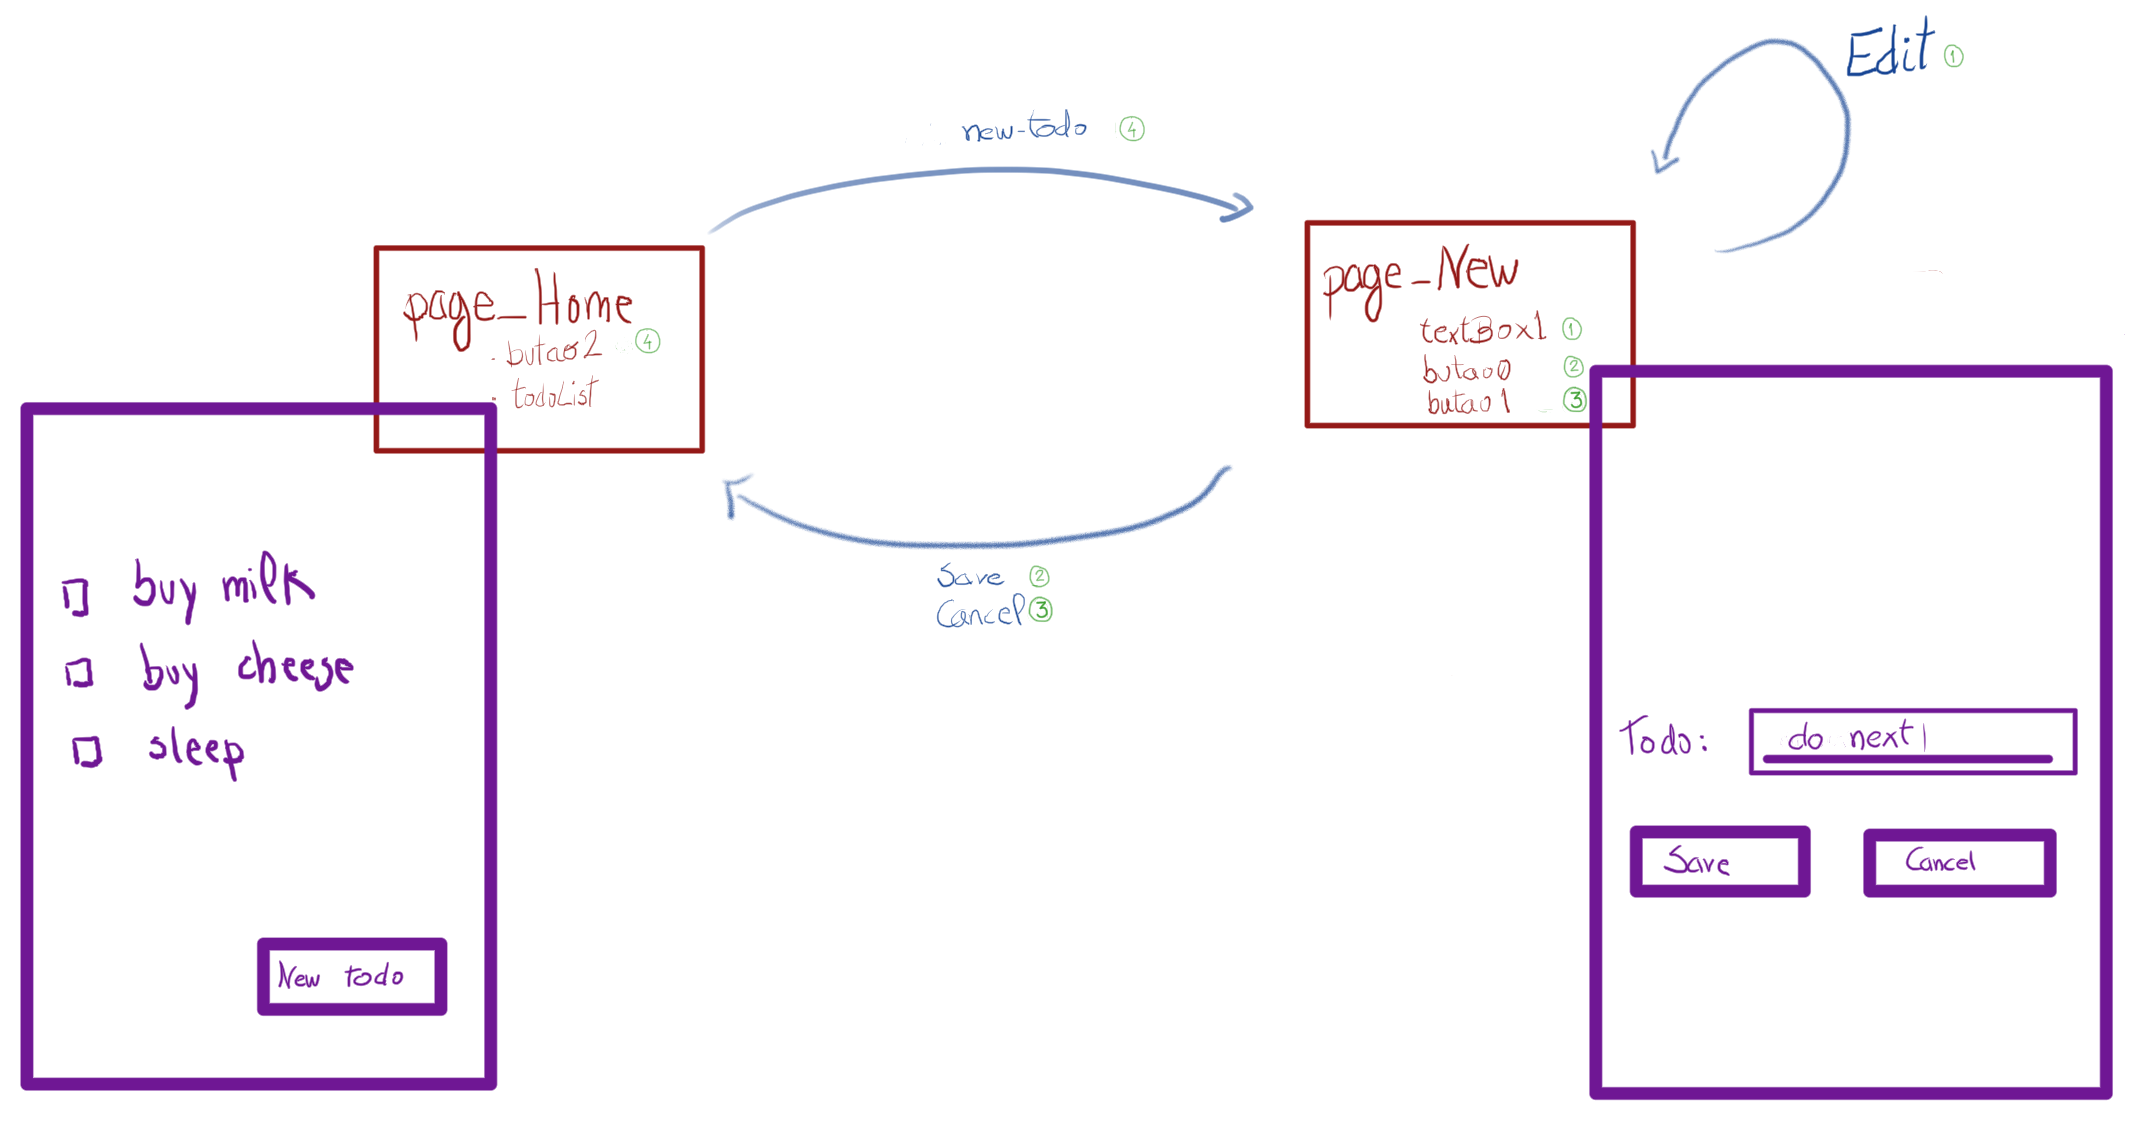 Edit ①
new-todo ④
page_Home
. butao2 ④
. todoList
page_New
textBox1 ①
butao0 ②
butao1 ③
Save ②
Cancel ③
buy milk
buy cheese
sleep
New todo
Todo: do next|
Save
Cancel